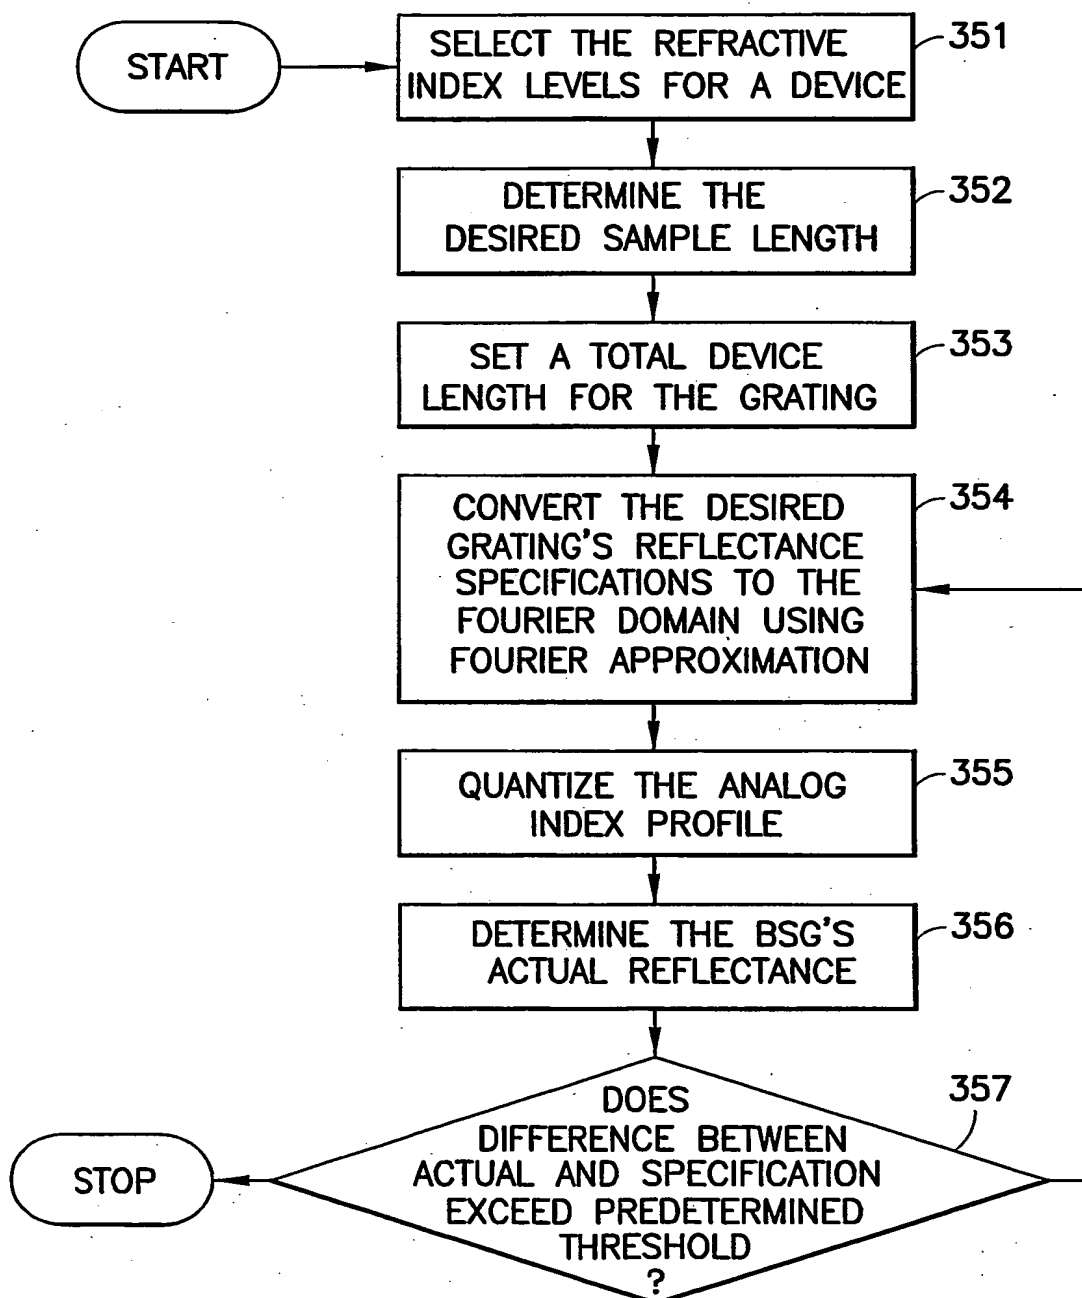 START
SELECT THE REFRACTIVE
INDEX LEVELS FOR A DEVICE
351
DETERMINE THE
DESIRED SAMPLE LENGTH
352
SET A TOTAL DEVICE
LENGTH FOR THE GRATING
353
CONVERT THE DESIRED
GRATING'S REFLECTANCE
SPECIFICATIONS TO THE
FOURIER DOMAIN USING
FOURIER APPROXIMATION
354
QUANTIZE THE ANALOG
INDEX PROFILE
355
DETERMINE THE BSG'S
ACTUAL REFLECTANCE
356
DOES
DIFFERENCE BETWEEN
ACTUAL AND SPECIFICATION
EXCEED PREDETERMINED
THRESHOLD
?
357
STOP